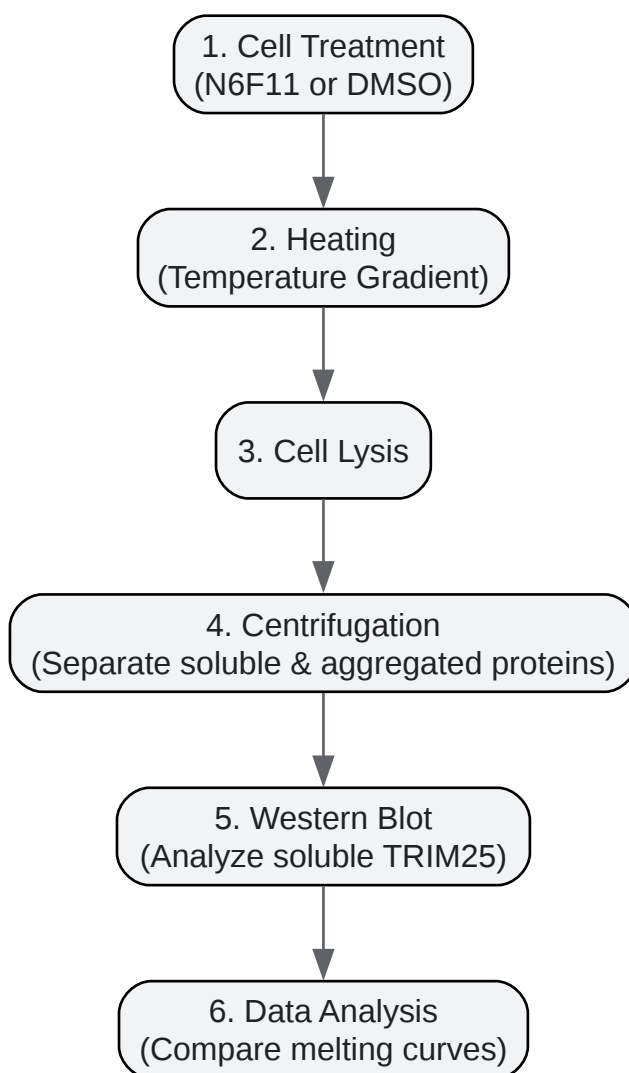 1. Cell Treatment
(N6F11 or DMSO)
2. Heating
(Temperature Gradient)
3. Cell Lysis
4. Centrifugation
(Separate soluble & aggregated proteins)
5. Western Blot
(Analyze soluble TRIM25)
6. Data Analysis
(Compare melting curves)